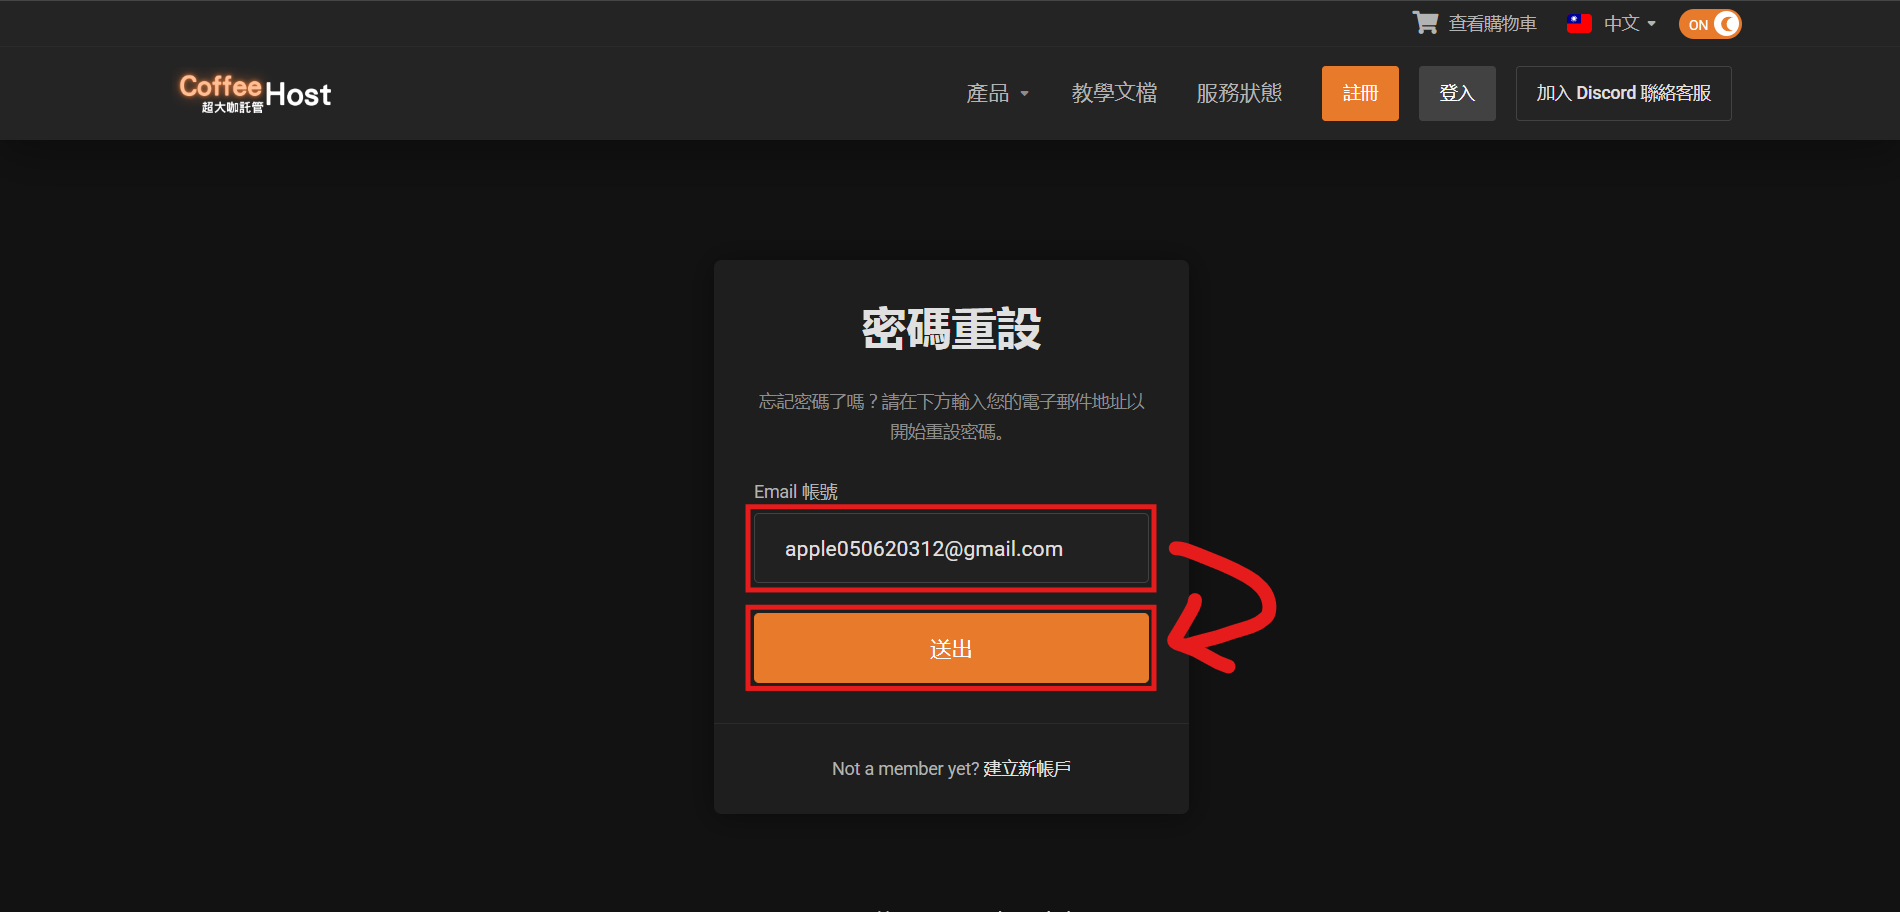 查看購物車
中文
ON
Coffee Host
超大咖託管
產品
教學文檔
服務狀態
註冊
登入
加入 Discord 聯絡客服
密碼重設
忘記密碼了嗎？請在下方輸入您的電子郵件地址以
開始重設密碼。
Email 帳號
apple050620312@gmail.com
送出
Not a member yet? 建立新帳戶